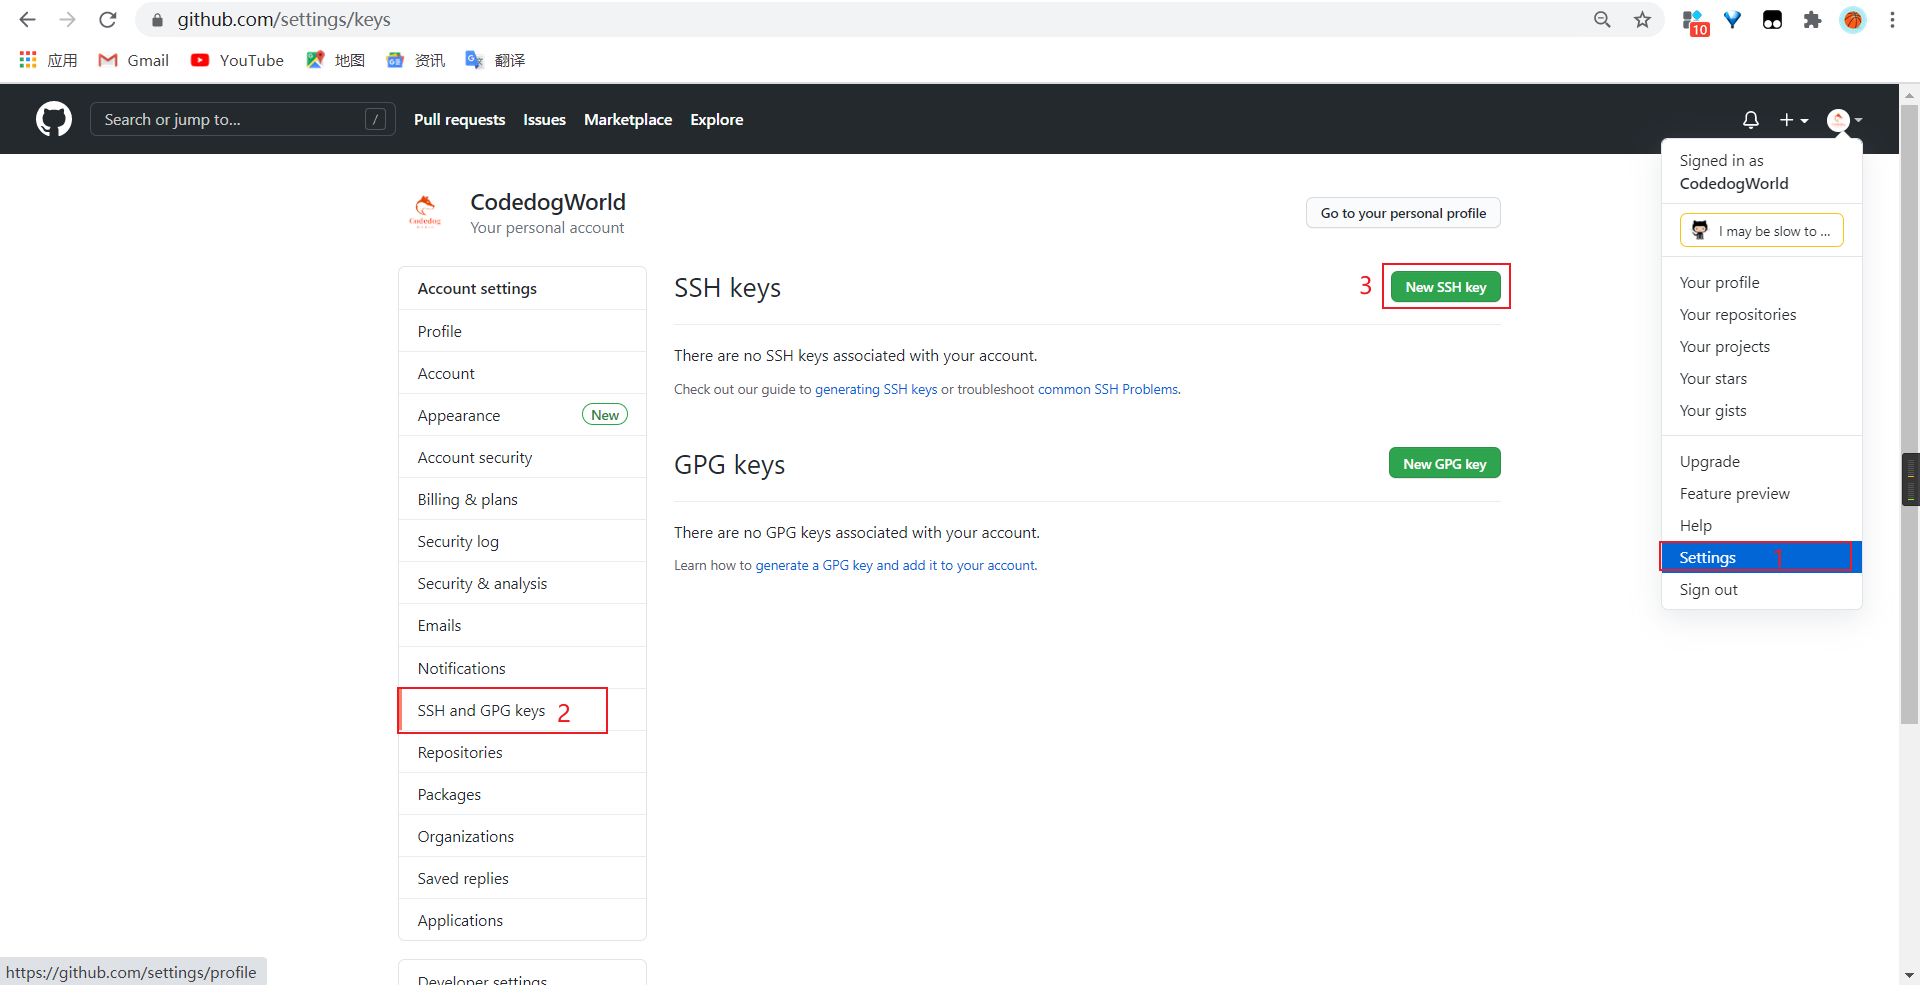 github.com/settings/keys
10
应用 Gmail YouTube 地图 资讯 翻译
Search or jump to... / Pull requests Issues Marketplace Explore
Signed in as
CodedogWorld
I may be slow to ...
Your profile
Your repositories
Your projects
Your stars
Your gists
Upgrade
Feature preview
Help
Settings 1
Sign out
Codedog
CodedogWorld
Your personal account
Go to your personal profile
Account settings
Profile
Account
Appearance New
Account security
Billing & plans
Security log
Security & analysis
Emails
Notifications
SSH and GPG keys 2
Repositories
Packages
Organizations
Saved replies
Applications
Developer settings
SSH keys 3 New SSH key
There are no SSH keys associated with your account.
Check out our guide to generating SSH keys or troubleshoot common SSH Problems.
GPG keys New GPG key
There are no GPG keys associated with your account.
Learn how to generate a GPG key and add it to your account.
https://github.com/settings/profile